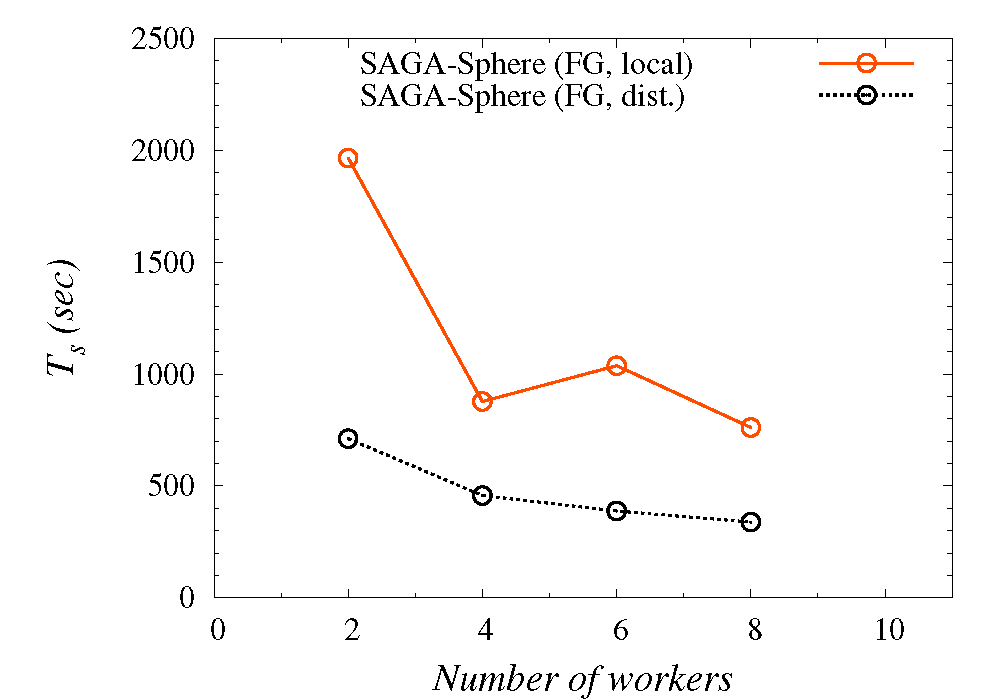 2500
SAGA-Sphere (FG, local)
SAGA-Sphere (FG, dist.)
2000
1500
T_s (sec)
1000
500
0
0 2 4 6 8 10
Number of workers